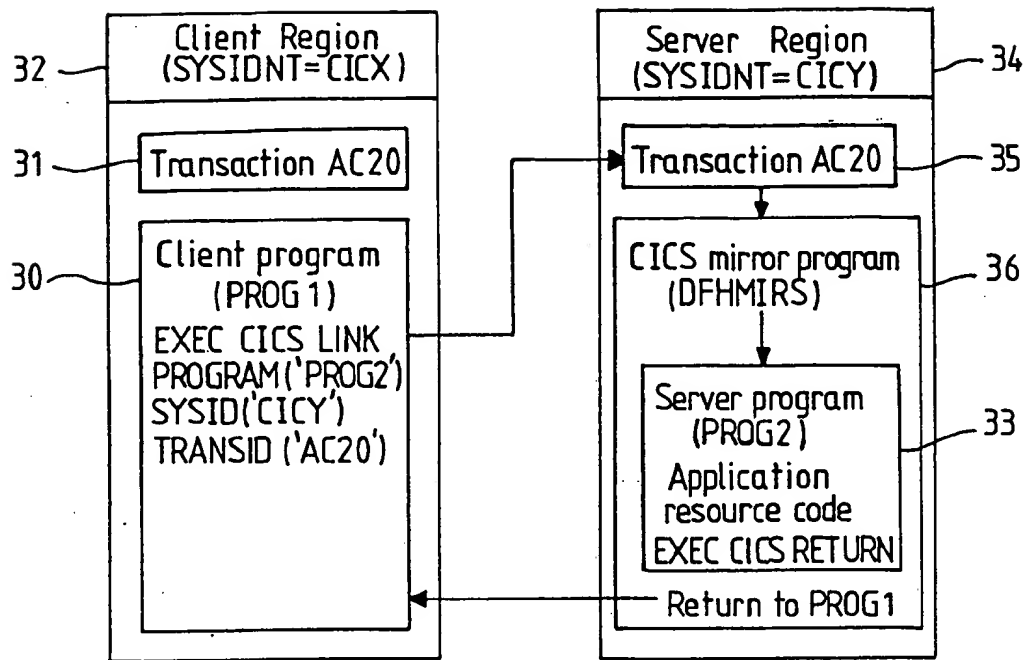 32
Client Region
(SYSIDNT=CICX)
31
Transaction AC20
30
Client program
(PROG1)
EXEC CICS LINK
PROGRAM('PROG2')
SYSID('CICY')
TRANSID ('AC20')
Server Region
(SYSIDNT=CICY)
34
Transaction AC20
35
CICS mirror program
(DFHMIRS)
36
Server program
(PROG2)
33
Application
resource code
EXEC CICS RETURN
Return to PROG1